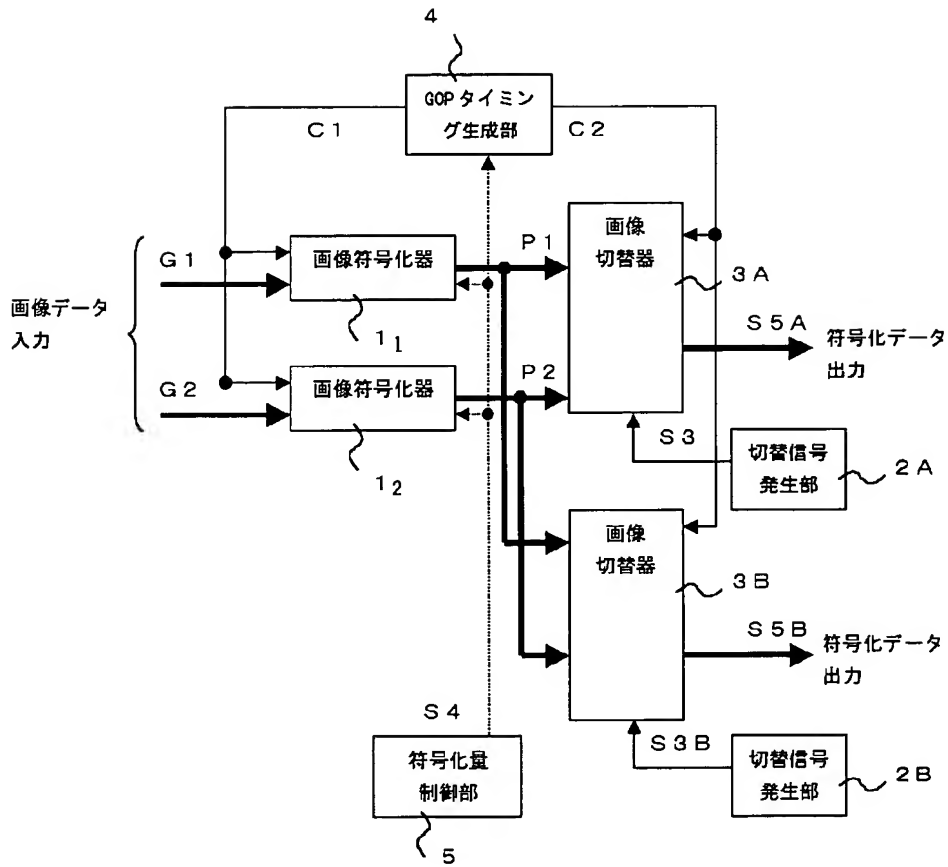 4
GOPタイミン
グ生成部
C1
C2
画像データ
入力
G1
画像符号化器
1₁
G2
画像符号化器
1₂
P1
P2
画像
切替器
3A
S5A
符号化データ
出力
S3
切替信号
発生部
2A
画像
切替器
3B
S5B
符号化データ
出力
S3B
切替信号
発生部
2B
S4
符号化量
制御部
5